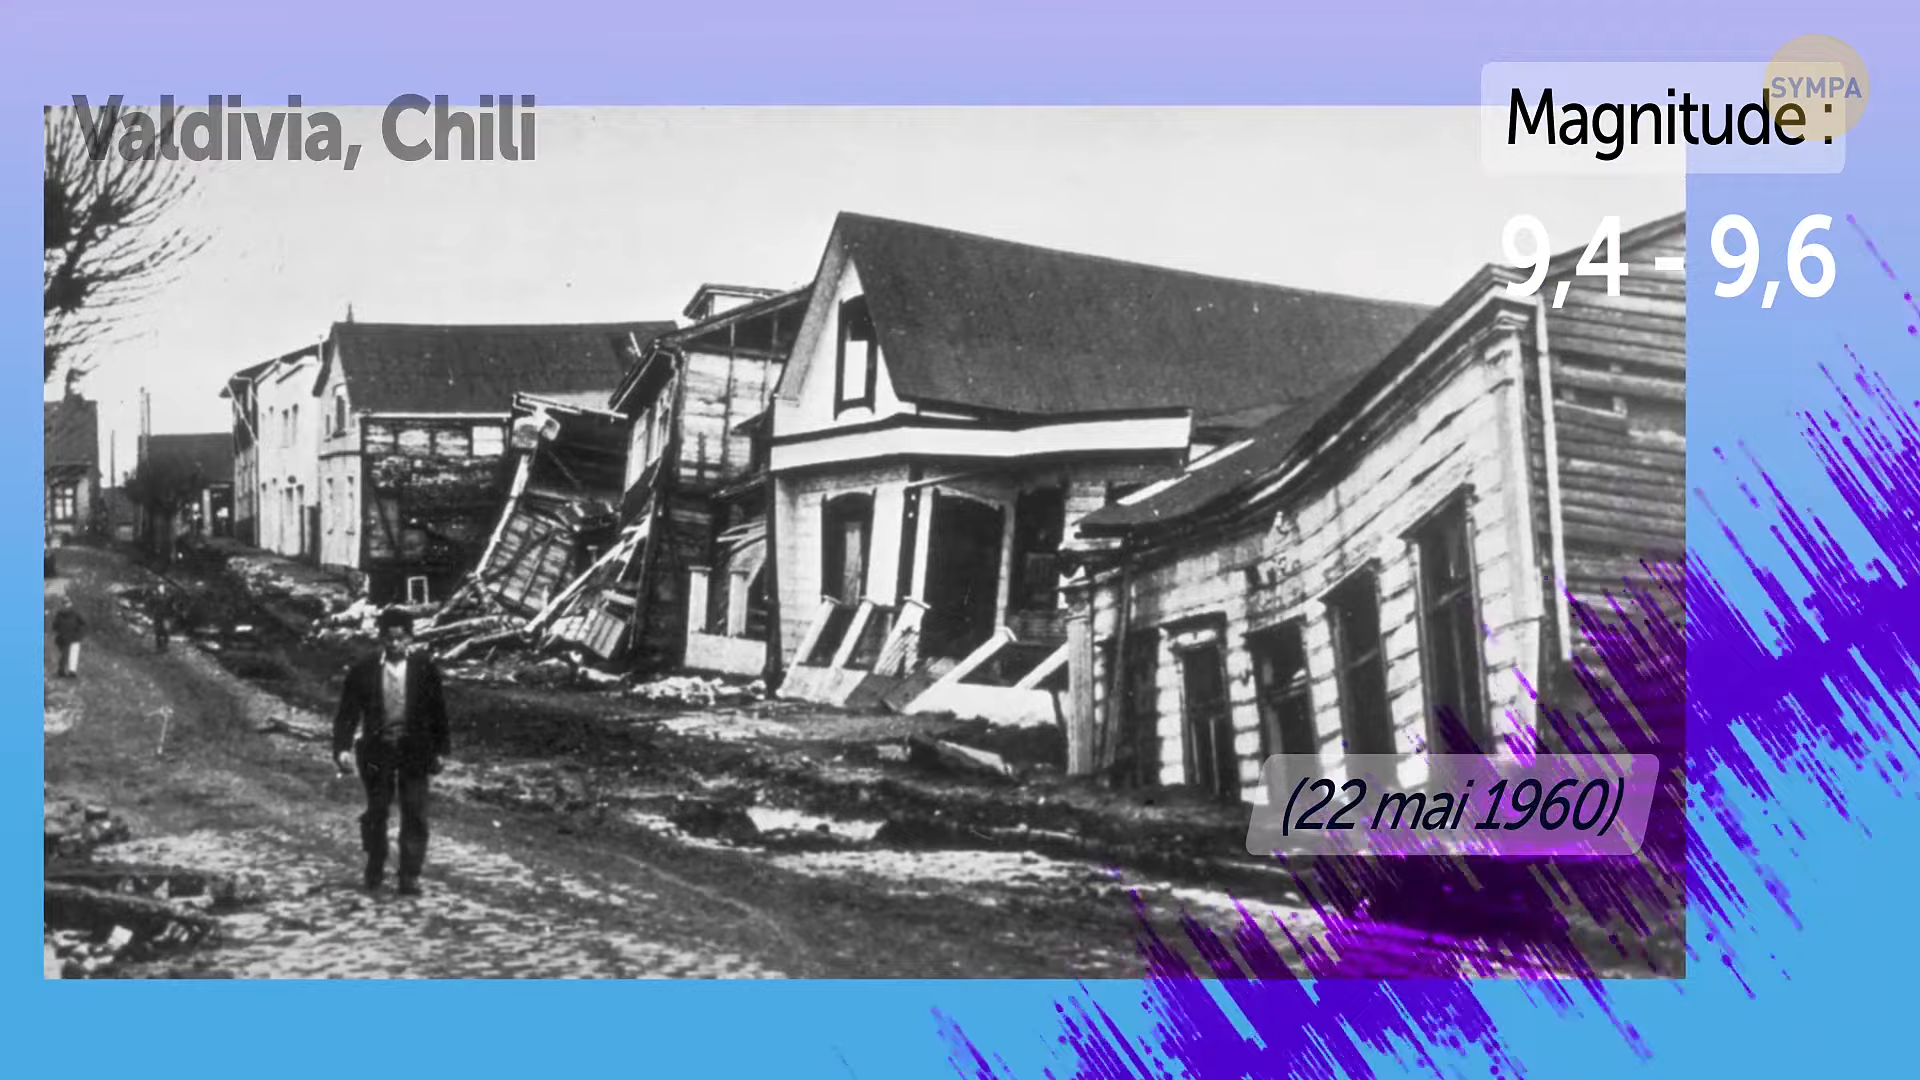 Valdivia, Chili
SYMPA
Magnitude :
9,4 - 9,6
(22 mai 1960)